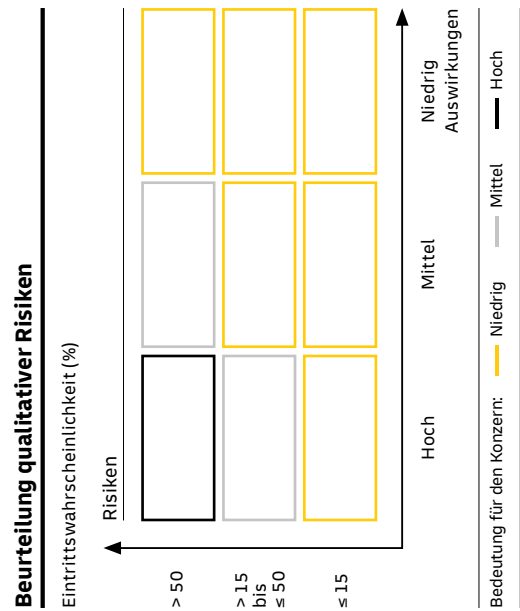 Beurteilung qualitativer Risiken
Eintrittswahrscheinlichkeit (%)
Risiken
> 50
> 15
bis
≤ 50
≤ 15
Hoch
Mittel
Niedrig
Auswirkungen
Bedeutung für den Konzern: Niedrig Mittel Hoch